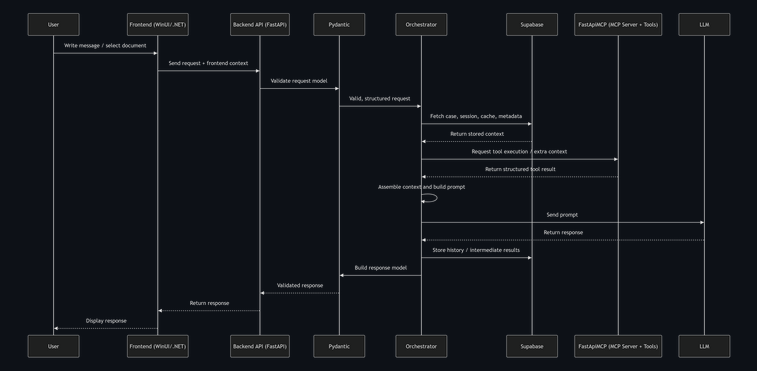 User
Frontend (WinUI/.NET)
Backend API (FastAPI)
Pydantic
Orchestrator
Supabase
FastApiMCP (MCP Server + Tools)
LLM
Write message / select document
Send request + frontend context
Validate request model
Valid, structured request
Fetch case, session, cache, metadata
Return stored context
Request tool execution / extra context
Return structured tool result
Assemble context and build prompt
Send prompt
Return response
Store history / intermediate results
Build response model
Validated response
Return response
Display response
User
Frontend (WinUI/.NET)
Backend API (FastAPI)
Pydantic
Orchestrator
Supabase
FastApiMCP (MCP Server + Tools)
LLM